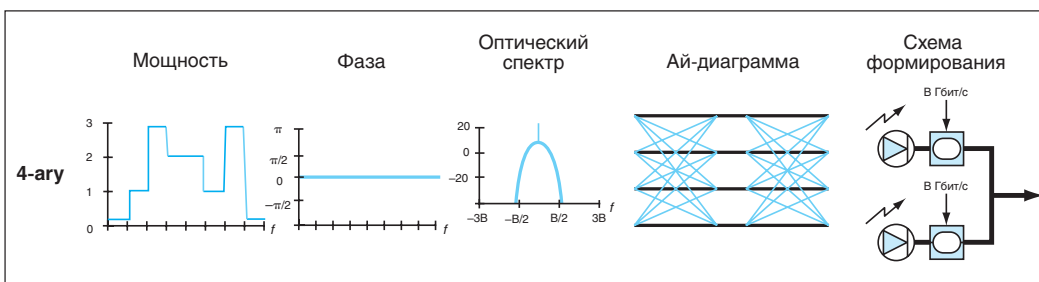 Мощность
Фаза
Оптический
спектр
Ай-диаграмма
Схема
формирования
4-ary
3
2
1
0
f
π
π/2
0
–π/2
f
20
0
–20
–3B
–B/2
B/2
3B
f
В Гбит/с
В Гбит/с